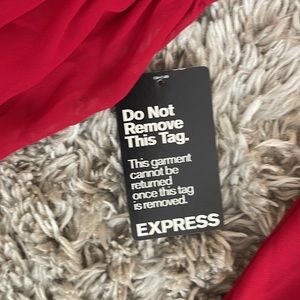 Do Not
Remove
This Tag.
This garment
cannot be
returned
once this tag
is removed.
EXPRESS